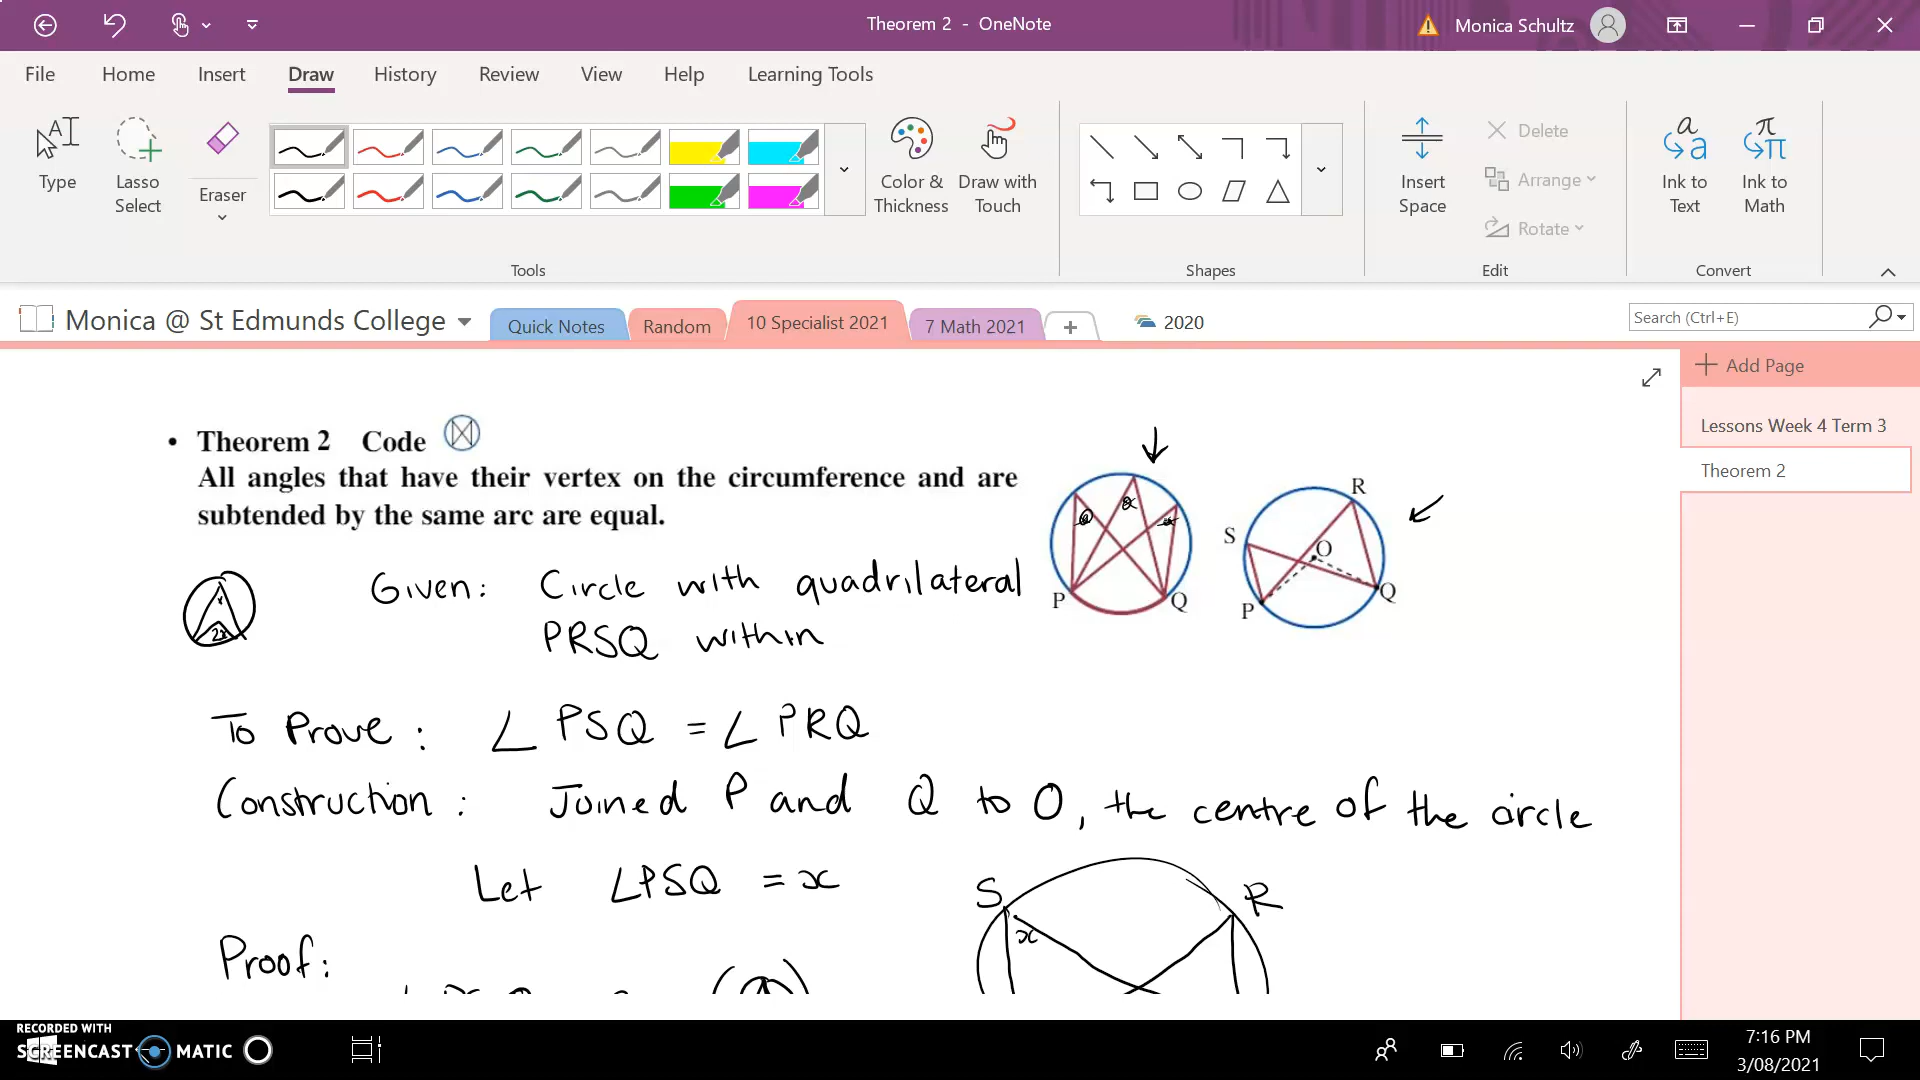 Theorem 2 - OneNote
Monica Schultz
File Home Insert Draw History Review View Help Learning Tools
Type
Lasso Select
Eraser
Color & Thickness
Draw with Touch
Insert Space
Delete
Arrange
Rotate
Ink to Text
Ink to Math
Tools
Shapes
Edit
Convert
Monica @ St Edmunds College
Quick Notes
Random
10 Specialist 2021
7 Math 2021
2020
Search (Ctrl+E)
Add Page
Lessons Week 4 Term 3
Theorem 2
• Theorem 2 Code
All angles that have their vertex on the circumference and are
subtended by the same arc are equal.
P Q
R
S
O
P
Q
x
2x
Given: Circle with quadrilateral
PRSQ within
To Prove: ∠PSQ = ∠PRQ
Construction: Joined P and Q to O, the centre of the circle
Let ∠PSQ = x
S R
x
Proof:
RECORDED WITH
SCREENCAST MATIC
7:16 PM
3/08/2021